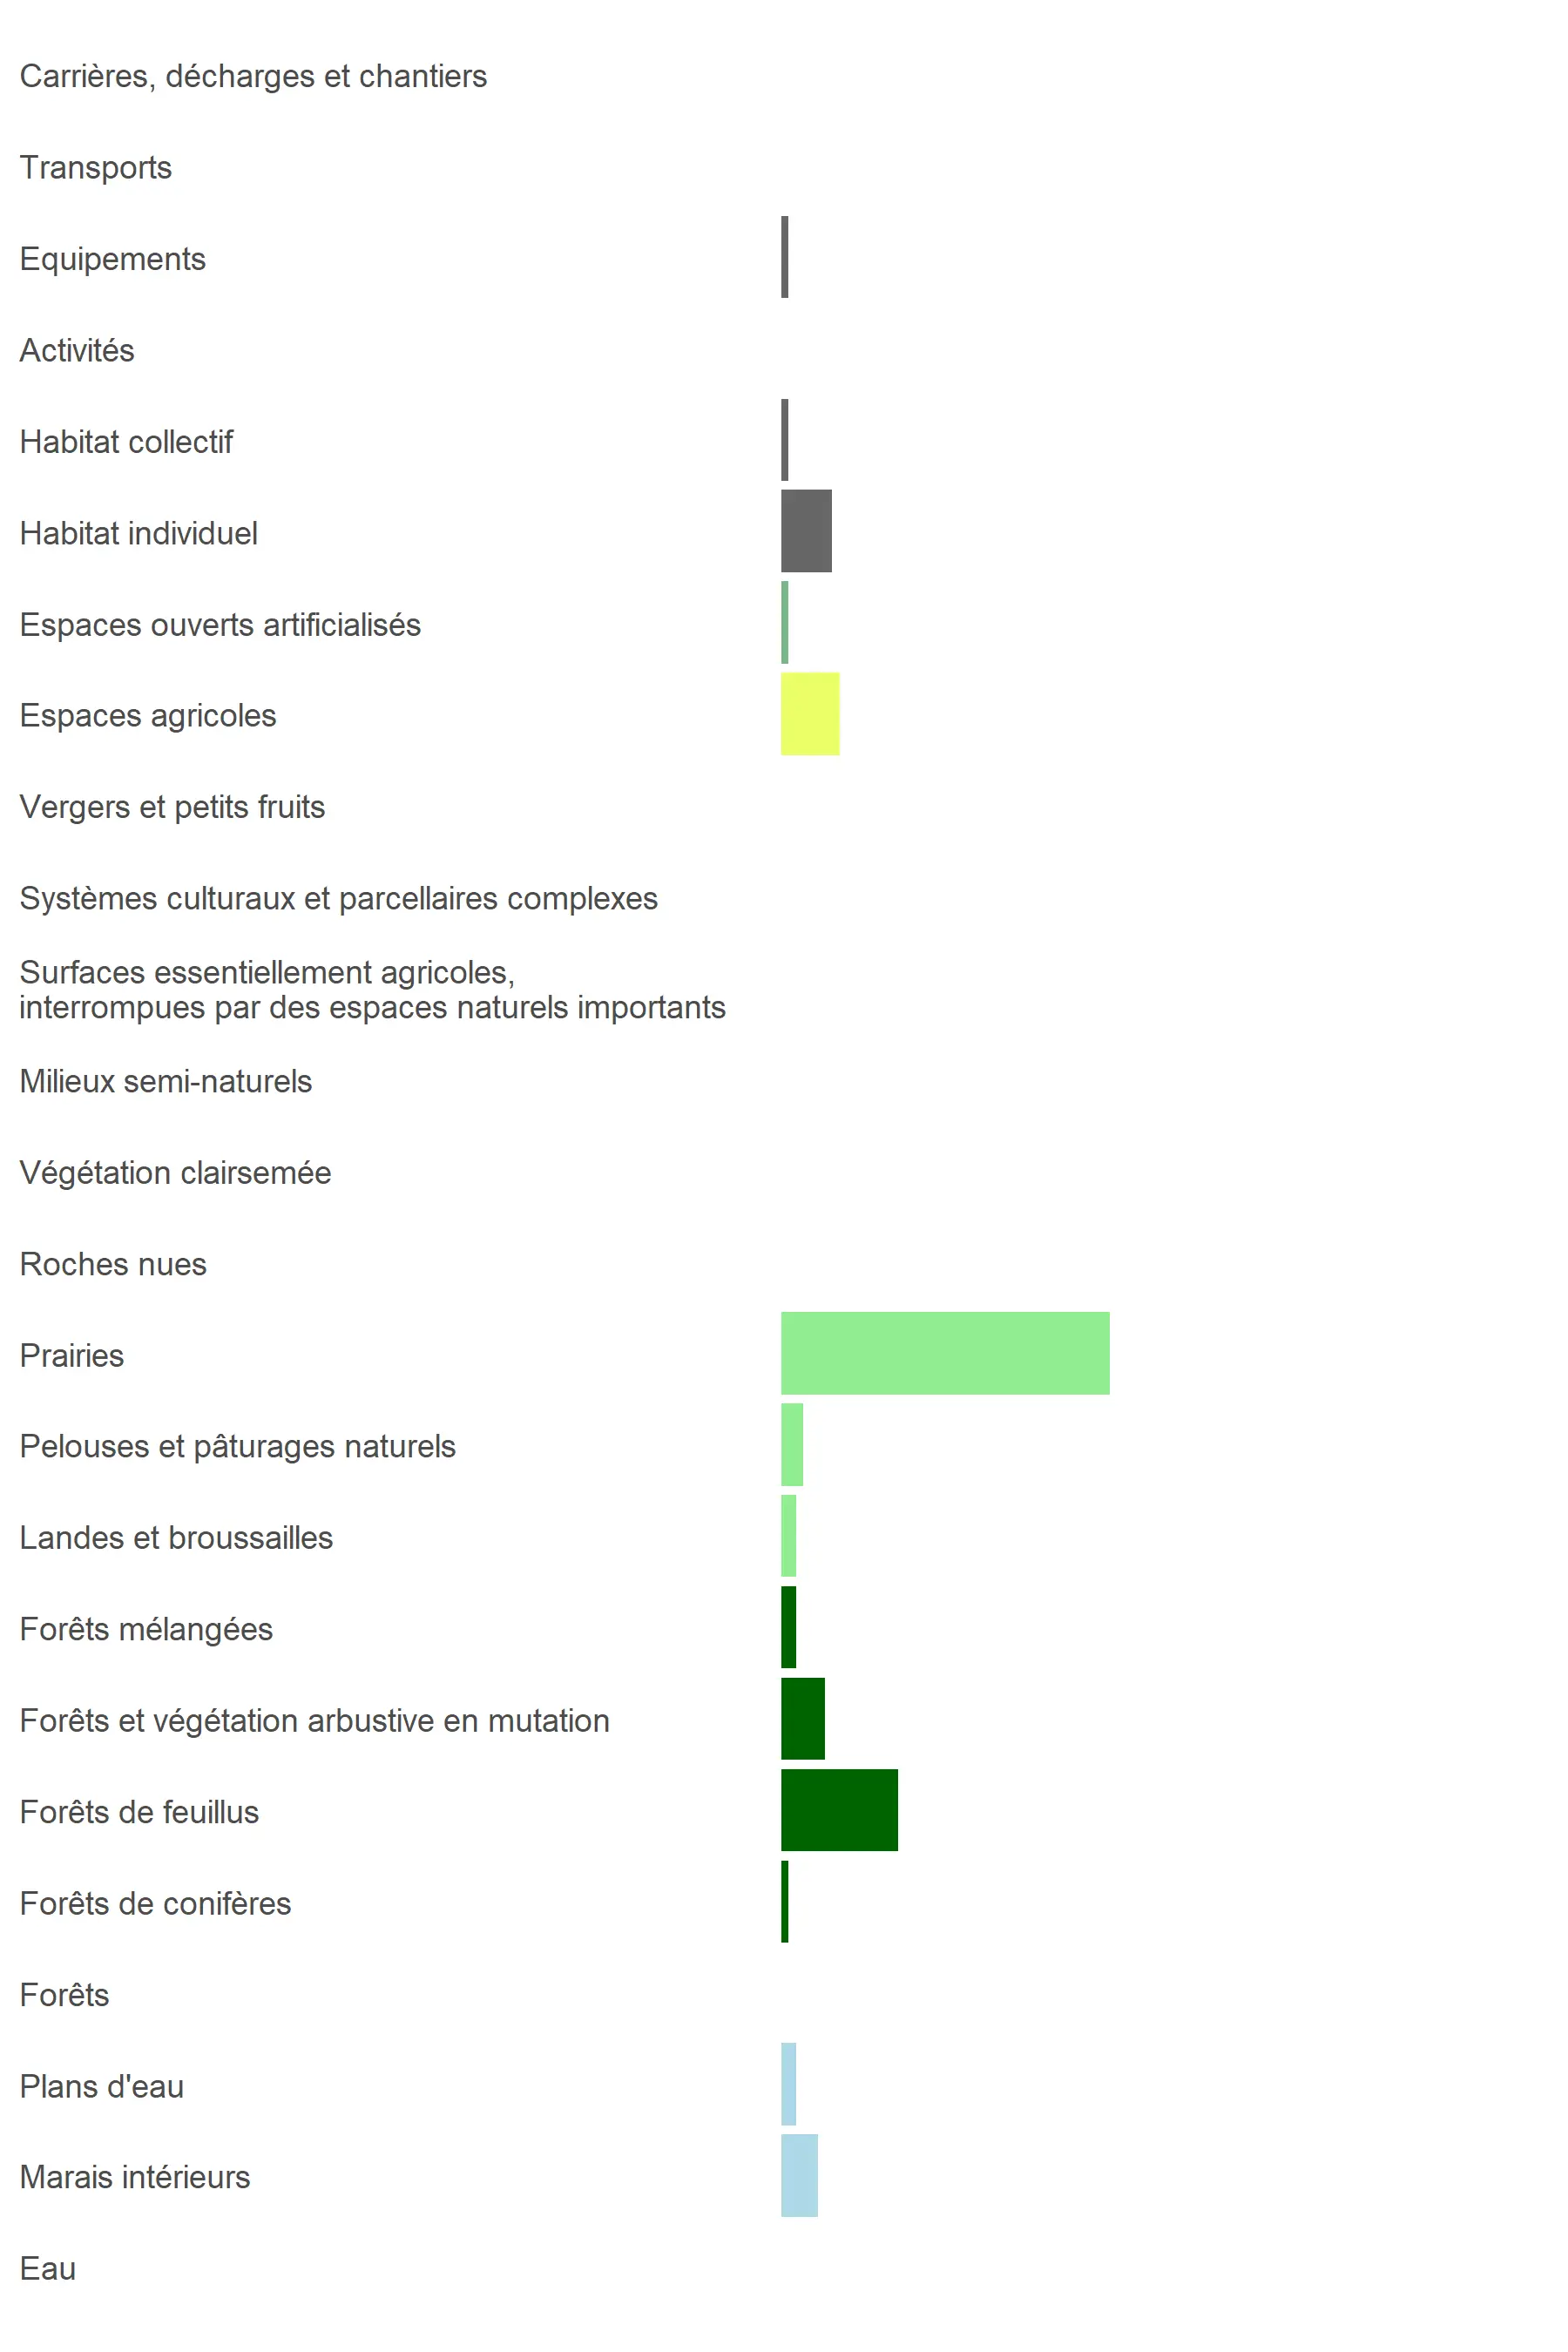 Carrières, décharges et chantiers
Transports
Equipements
Activités
Habitat collectif
Habitat individuel
Espaces ouverts artificialisés
Espaces agricoles
Vergers et petits fruits
Systèmes culturaux et parcellaires complexes
Surfaces essentiellement agricoles,
interrompues par des espaces naturels importants
Milieux semi-naturels
Végétation clairsemée
Roches nues
Prairies
Pelouses et pâturages naturels
Landes et broussailles
Forêts mélangées
Forêts et végétation arbustive en mutation
Forêts de feuillus
Forêts de conifères
Forêts
Plans d'eau
Marais intérieurs
Eau